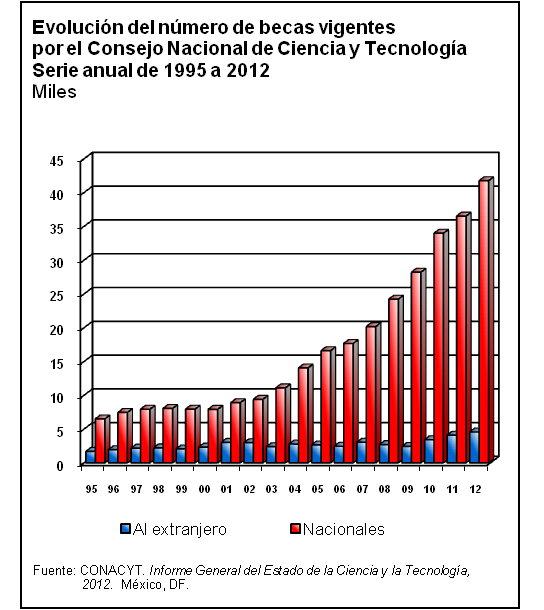 Evolución del número de becas vigentes
por el Consejo Nacional de Ciencia y Tecnología
Serie anual de 1995 a 2012
Miles
45
40
35
30
25
20
15
10
5
0
95 96 97 98 99 00 01 02 03 04 05 06 07 08 09 10 11 12
Al extranjero Nacionales
Fuente: CONACYT. Informe General del Estado de la Ciencia y la Tecnología,
2012. México, DF.